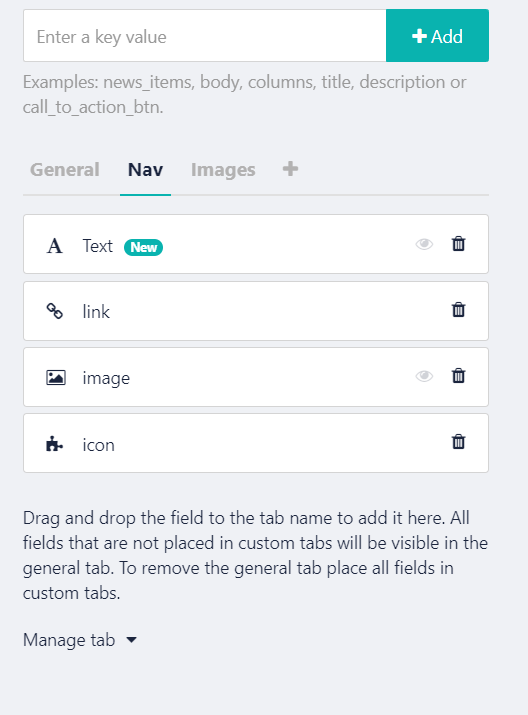 Enter a key value
Add
Examples: news_items, body, columns, title, description or
call_to_action_btn.
General Nav Images
Text New
link
image
icon
Drag and drop the field to the tab name to add it here. All
fields that are not placed in custom tabs will be visible in the
general tab. To remove the general tab place all fields in
custom tabs.
Manage tab